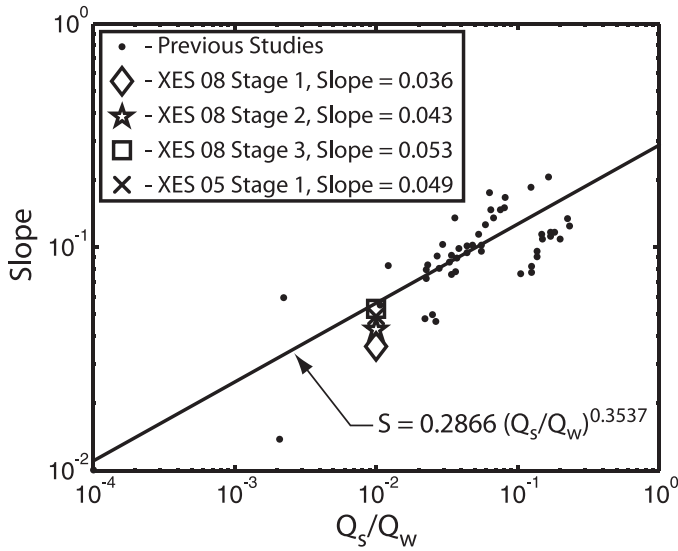 10^0
- Previous Studies
- XES 08 Stage 1, Slope = 0.036
- XES 08 Stage 2, Slope = 0.043
- XES 08 Stage 3, Slope = 0.053
- XES 05 Stage 1, Slope = 0.049
Slope
10^-1
S = 0.2866 (Q_s/Q_w)^0.3537
10^-2
10^-4
10^-3
10^-2
10^-1
10^0
Q_s/Q_w